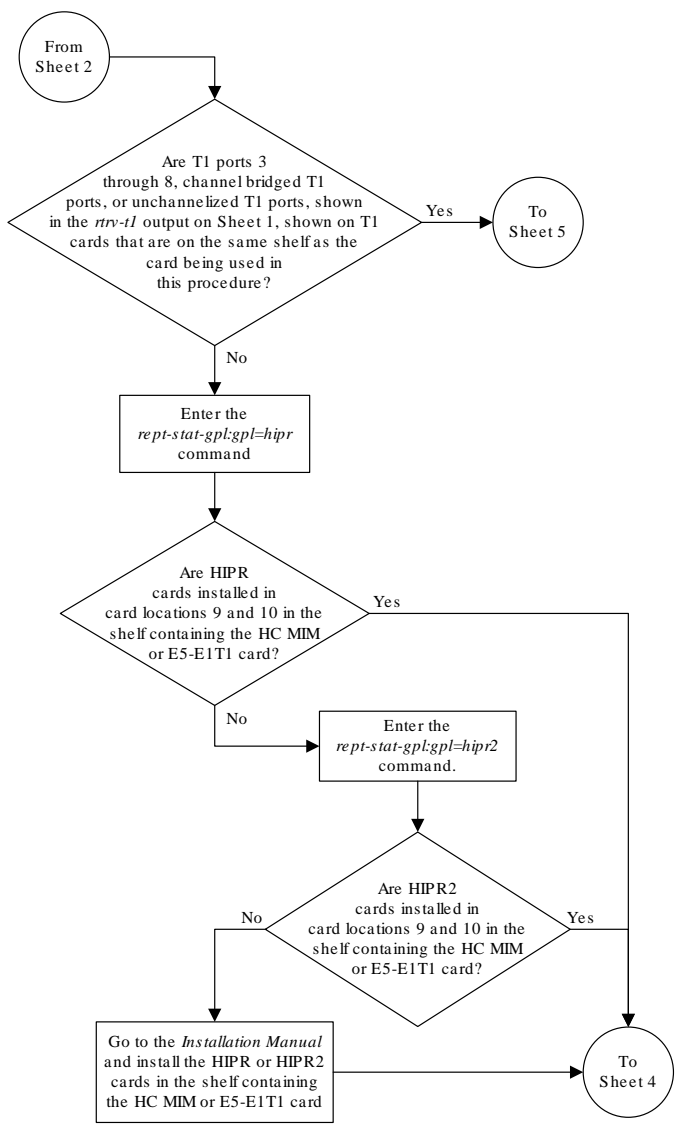 From
Sheet 2
Are T1 ports 3
through 8, channel bridged T1
ports, or unchannelized T1 ports, shown
in the rtrv-t1 output on Sheet 1, shown on T1
cards that are on the same shelf as the
card being used in
this procedure?
Yes
To
Sheet 5
No
Enter the
rept-stat-gpl:gpl=hipr
command
Are HIPR
cards installed in
card locations 9 and 10 in the
shelf containing the HC MIM
or E5-E1T1 card?
Yes
No
Enter the
rept-stat-gpl:gpl=hipr2
command.
Are HIPR2
cards installed in
card locations 9 and 10 in the
shelf containing the HC MIM
or E5-E1T1 card?
No
Yes
Go to the Installation Manual
and install the HIPR or HIPR2
cards in the shelf containing
the HC MIM or E5-E1T1 card
To
Sheet 4